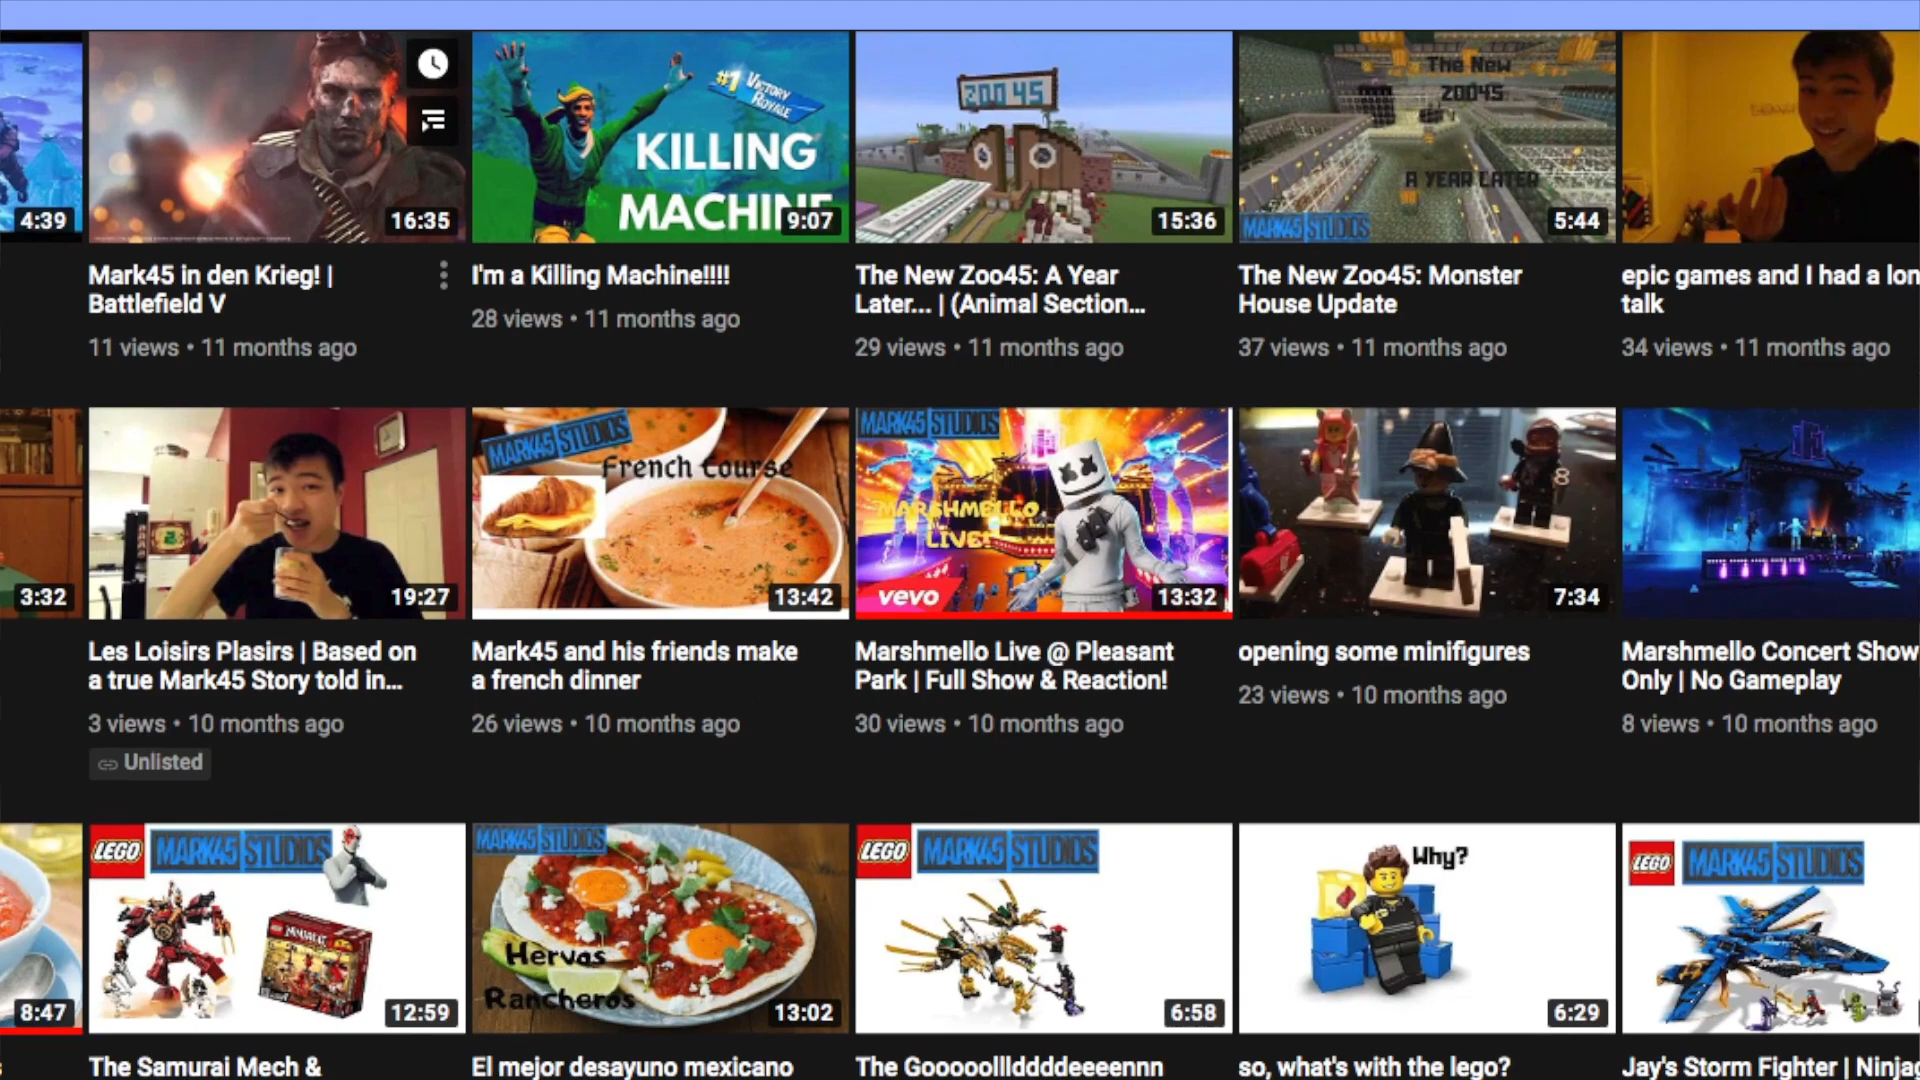 #1 VICTORY ROYALE
KILLING
MACHINE
ZOO 45
The New
ZOO45
A YEAR LATER
MARK45 STUDIOS
4:39
16:35
9:07
15:36
5:44
Mark45 in den Krieg! |
Battlefield V
11 views • 11 months ago
I'm a Killing Machine!!!!
28 views • 11 months ago
The New Zoo45: A Year
Later... | (Animal Section...
29 views • 11 months ago
The New Zoo45: Monster
House Update
37 views • 11 months ago
epic games and I had a lon
talk
34 views • 11 months ago
MARK45 STUDIOS
French Course
MARK45 STUDIOS
MARSHMELLO
LIVE!
vevo
8
3:32
19:27
13:42
13:32
7:34
Les Loisirs Plasirs | Based on
a true Mark45 Story told in...
3 views • 10 months ago
Unlisted
Mark45 and his friends make
a french dinner
26 views • 10 months ago
Marshmello Live @ Pleasant
Park | Full Show & Reaction!
30 views • 10 months ago
opening some minifigures
23 views • 10 months ago
Marshmello Concert Show
Only | No Gameplay
8 views • 10 months ago
LEGO MARK45 STUDIOS
NINJAGO
MARK45 STUDIOS
Hervas
Rancheros
LEGO MARK45 STUDIOS
Why?
LEGO MARK45 STUDIOS
8:47
12:59
13:02
6:58
6:29
The Samurai Mech &
El mejor desayuno mexicano
The Gooooolllddddeeeennn
so, what's with the lego?
Jay's Storm Fighter | Ninjag